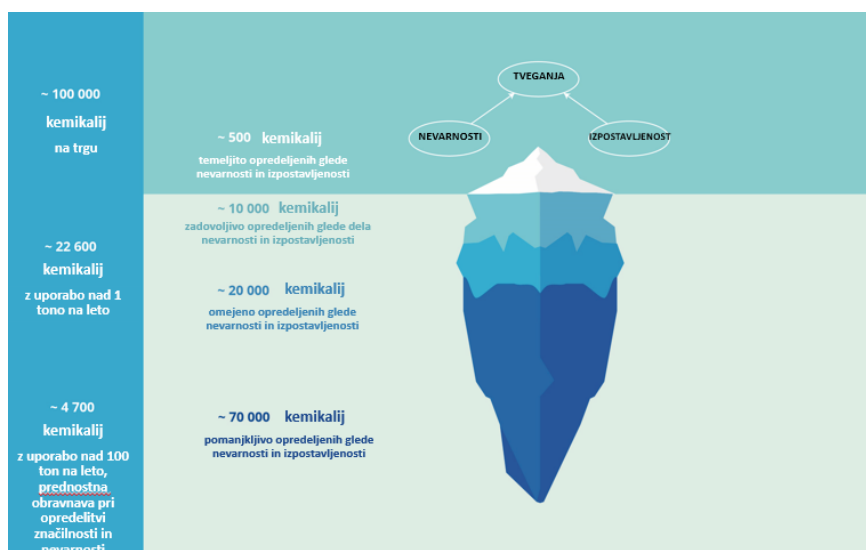 ~ 100 000
kemikalij
na trgu
~ 22 600
kemikalij
z uporabo nad 1
tono na leto
~ 4 700
kemikalij
z uporabo nad 100
ton na leto,
prednostna
obravnava pri
opredelitvi
značilnosti in
nevarnosti
~ 500 kemikalij
temeljito opredeljenih glede
nevarnosti in izpostavljenosti
~ 10 000 kemikalij
zadovoljivo opredeljenih glede dela
nevarnosti in izpostavljenosti
~ 20 000 kemikalij
omejeno opredeljenih glede
nevarnosti in izpostavljenosti
~ 70 000 kemikalij
pomanjkljivo opredeljenih glede
nevarnosti in izpostavljenosti
TVEGANJA
NEVARNOSTI
IZPOSTAVLJENOST